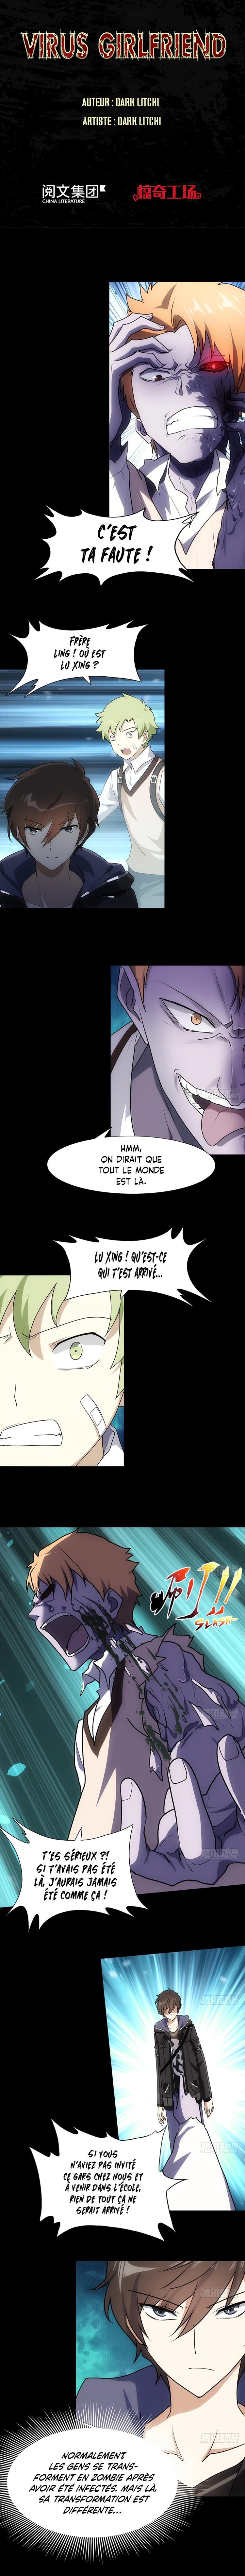 VIRUS GIRLFRIEND
AUTEUR : DARK LITCHI
ARTISTE : DARK LITCHI
阅文集团
CHINA LITERATURE
惊奇工场
C'EST
TA FAUTE !
FRÈRE
LING ! OÙ EST
LU XING ?
HMM,
ON DIRAIT QUE
TOUT LE MONDE
EST LÀ.
LU XING ! QU'EST-CE
QUI T'EST ARRIVÉ...
SLASH
T'ES SÉRIEUX ?!
SI T'AVAIS PAS ÉTÉ
LÀ, J'AURAIS JAMAIS
ÉTÉ COMME ÇA !
SI VOUS
N'AVIEZ PAS INVITÉ
CE GARS CHEZ NOUS ET
À VENIR DANS L'ÉCOLE,
RIEN DE TOUT ÇA NE
SERAIT ARRIVÉ !
NORMALEMENT
LES GENS SE TRANS-
FORMENT EN ZOMBIE APRÈS
AVOIR ÉTÉ INFECTÉS. MAIS LÀ,
SA TRANSFORMATION EST
DIFFÉRENTE...